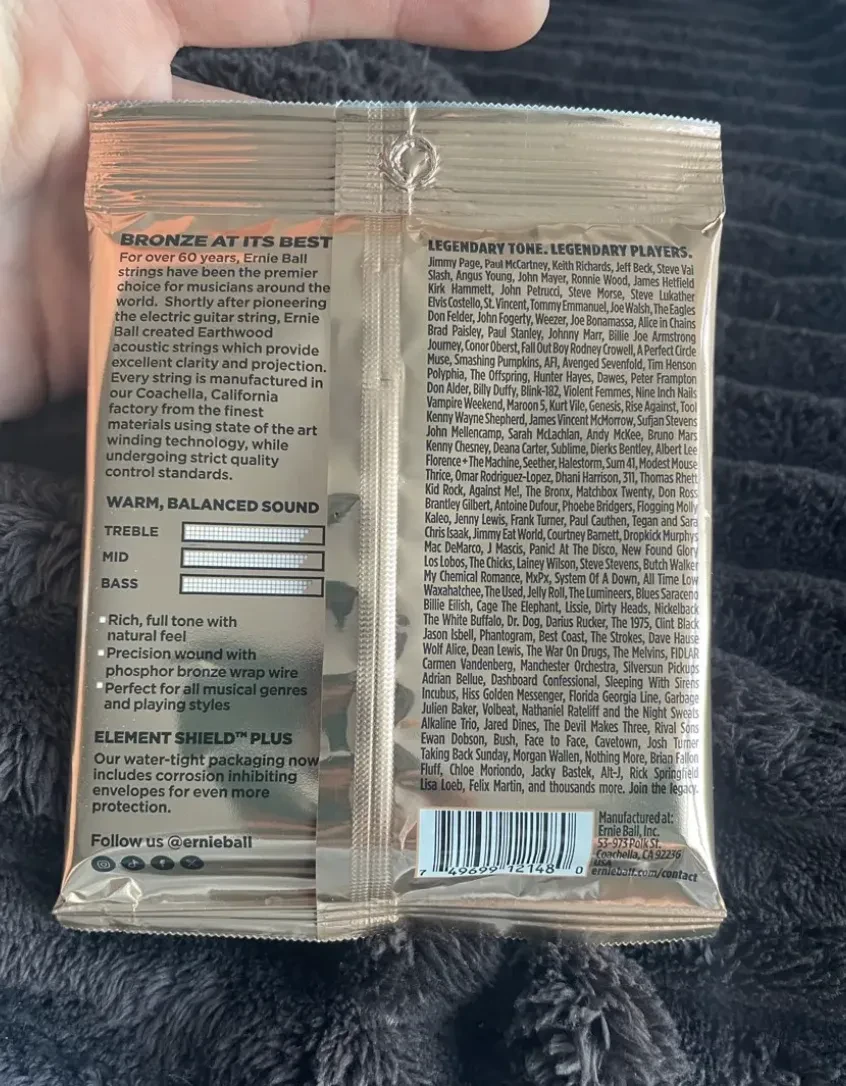 BRONZE AT ITS BEST
For over 60 years, Ernie Ball
strings have been the premier
choice for musicians around the
world. Shortly after pioneering
the electric guitar string, Ernie
Ball created Earthwood
acoustic strings which provide
excellent clarity and projection.
Every string is manufactured in
our Coachella, California
factory from the finest
materials using state of the art
winding technology, while
undergoing strict quality
control standards.
WARM, BALANCED SOUND
TREBLE
MID
BASS
Rich, full tone with
natural feel
Precision wound with
phosphor bronze wrap wire
Perfect for all musical genres
and playing styles
ELEMENT SHIELD™ PLUS
Our water-tight packaging now
includes corrosion inhibiting
envelopes for even more
protection.
Follow us @ernieball
LEGENDARY TONE. LEGENDARY PLAYERS.
Jimmy Page, Paul McCartney, Keith Richards, Jeff Beck, Steve Vai
Slash, Angus Young, John Mayer, Ronnie Wood, James Hetfield
Kirk Hammett, John Petrucci, Steve Morse, Steve Lukather
Elvis Costello, St. Vincent, Tommy Emmanuel, Joe Walsh, The Eagles
Don Felder, John Fogerty, Weezer, Joe Bonamassa, Alice in Chains
Brad Paisley, Paul Stanley, Johnny Marr, Billie Joe Armstrong
Journey, Conor Oberst, Fall Out Boy Rodney Crowell, A Perfect Circle
Muse, Smashing Pumpkins, AFI, Avenged Sevenfold, Tim Henson
Polyphia, The Offspring, Hunter Hayes, Dawes, Peter Frampton
Don Alder, Billy Duffy, Blink-182, Violent Femmes, Nine Inch Nails
Vampire Weekend, Maroon 5, Kurt Vile, Genesis, Rise Against, Tool
Kenny Wayne Shepherd, James Vincent McMorrow, Sufjan Stevens
John Mellencamp, Sarah McLachlan, Andy McKee, Bruno Mars
Kenny Chesney, Deana Carter, Sublime, Dierks Bentley, Albert Lee
Florence + The Machine, Seether, Halestorm, Sum 41, Modest Mouse
Thrice, Omar Rodriguez-Lopez, Dhani Harrison, 311, Thomas Rhett
Kid Rock, Against Me!, The Bronx, Matchbox Twenty, Don Ross
Brantley Gilbert, Antoine Dufour, Phoebe Bridgers, Flogging Molly
Kaleo, Jenny Lewis, Frank Turner, Paul Cauthen, Tegan and Sara
Chris Isaak, Jimmy Eat World, Courtney Barnett, Dropkick Murphys
Mac DeMarco, J Mascis, Panic! At The Disco, New Found Glory
Los Lobos, The Chicks, Lainey Wilson, Steve Stevens, Butch Walker
My Chemical Romance, MxPx, System Of A Down, All Time Low
Waxahatchee, The Used, Jelly Roll, The Lumineers, Blues Saraceno
Billie Eilish, Cage The Elephant, Lissie, Dirty Heads, Nickelback
The White Buffalo, Dr. Dog, Darius Rucker, The 1975, Clint Black
Jason Isbell, Phantogram, Best Coast, The Strokes, Dave Hause
Wolf Alice, Dean Lewis, The War On Drugs, The Melvins, FIDLAR
Carmen Vandenberg, Manchester Orchestra, Silversun Pickups
Adrian Bellue, Dashboard Confessional, Sleeping With Sirens
Incubus, Hiss Golden Messenger, Florida Georgia Line, Garbage
Julien Baker, Volbeat, Nathaniel Rateliff and the Night Sweats
Alkaline Trio, Jared Dines, The Devil Makes Three, Rival Sons
Ewan Dobson, Bush, Face to Face, Cavetown, Josh Turner
Taking Back Sunday, Morgan Wallen, Nothing More, Brian Fallon
Fluff, Chloe Moriondo, Jacky Bastek, Alt-J, Rick Springfield
Lisa Loeb, Felix Martin, and thousands more. Join the legacy.
7 49699 12148 0
Manufactured at:
Ernie Ball, Inc.
53-973 Polk St.
Coachella, CA 92236
USA
ernieball.com/contact